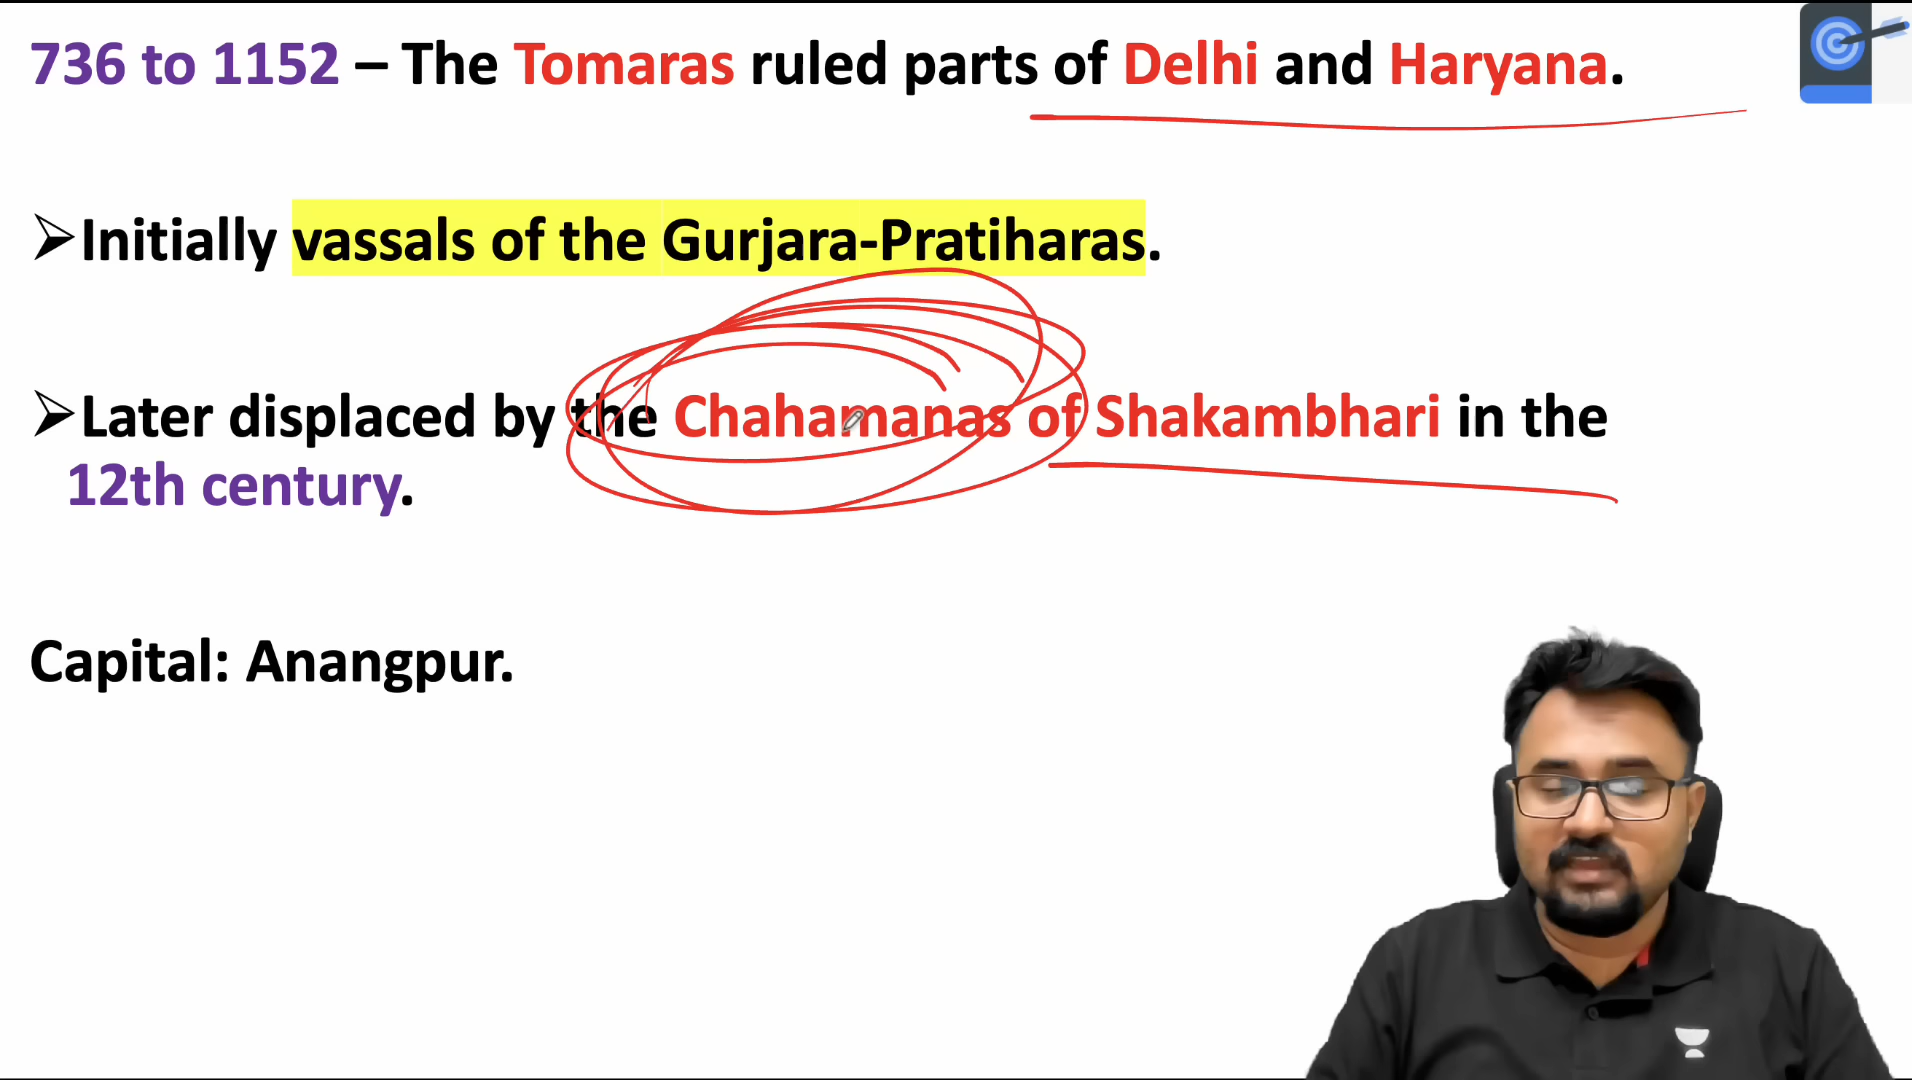 736 to 1152 – The Tomaras ruled parts of Delhi and Haryana.
➢Initially vassals of the Gurjara-Pratiharas.
➢Later displaced by the Chahamanas of Shakambhari in the
12th century.
Capital: Anangpur.